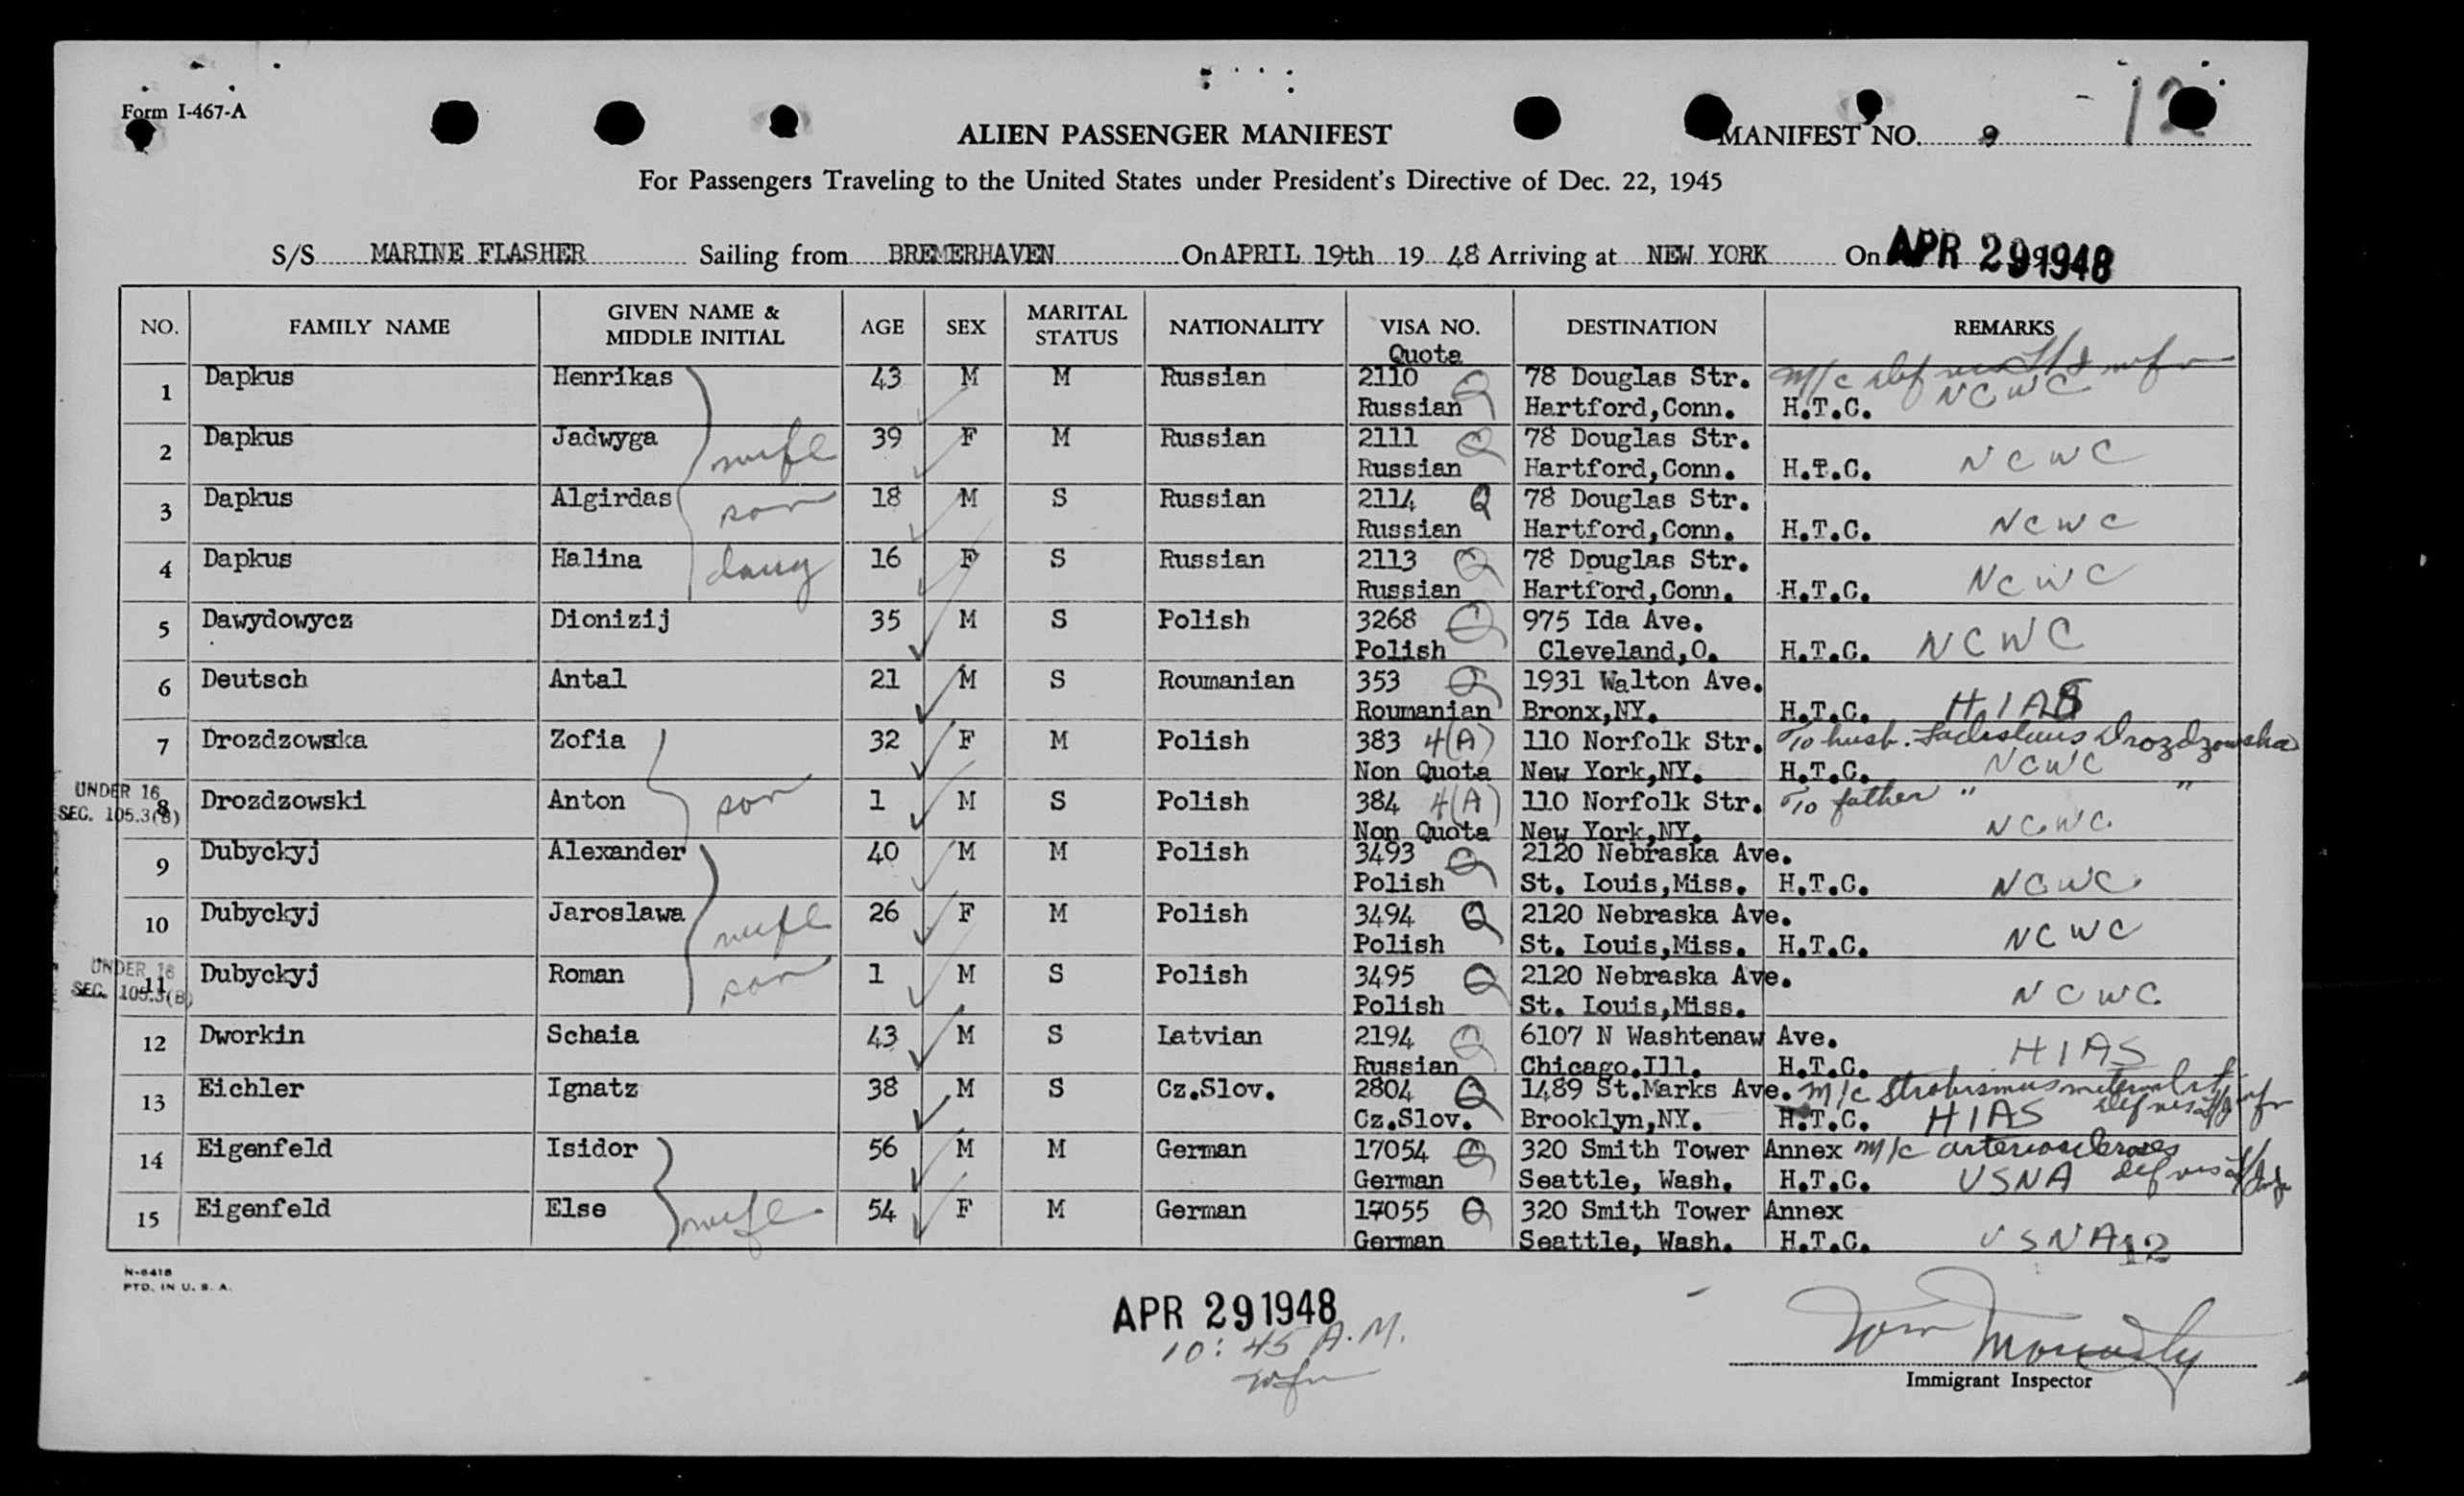 Form I-467-A
12
ALIEN PASSENGER MANIFEST
MANIFEST NO. 9
For Passengers Traveling to the United States under President's Directive of Dec. 22, 1945
S/S MARINE FLASHER Sailing from BREMERHAVEN On APRIL 19th 19 48 Arriving at NEW YORK On APR 29 1948
NO. FAMILY NAME GIVEN NAME & MIDDLE INITIAL AGE SEX MARITAL STATUS NATIONALITY VISA NO. Quota DESTINATION REMARKS
1 Dapkus Henrikas 43 M M Russian 2110 Q 78 Douglas Str. m/c def vis wfn
Russian Hartford,Conn. H.T.C. NCWC
2 Dapkus Jadwyga wife 39 F M Russian 2111 Q 78 Douglas Str.
Russian Hartford,Conn. H.T.C. NCWC
3 Dapkus Algirdas son 18 M S Russian 2114 Q 78 Douglas Str.
Russian Hartford,Conn. H.T.C. NCWC
4 Dapkus Halina daug 16 F S Russian 2113 Q 78 Douglas Str.
Russian Hartford,Conn. H.T.C. NCWC
5 Dawydowycz Dionizij 35 M S Polish 3268 Q 975 Ida Ave.
Polish Cleveland,O. H.T.C. NCWC
6 Deutsch Antal 21 M S Roumanian 353 Q 1931 Walton Ave.
Roumanian Bronx,NY. H.T.C. HIAS
7 Drozdzowska Zofia 32 F M Polish 383 4(A) 110 Norfolk Str. To husb. Ladislaus Drozdzowska
Non Quota New York,NY. H.T.C. NCWC
UNDER 16
SEC. 105.3(B)
8 Drozdzowski Anton son 1 M S Polish 384 4(A) 110 Norfolk Str. To father " "
Non Quota New York,NY. NCWC
9 Dubyckyj Alexander 40 M M Polish 3493 Q 2120 Nebraska Ave.
Polish St. Louis,Miss. H.T.C. NCWC
10 Dubyckyj Jaroslawa wife 26 F M Polish 3494 Q 2120 Nebraska Ave.
Polish St. Louis,Miss. H.T.C. NCWC
UNDER 16
SEC. 105.3(B)
11 Dubyckyj Roman son 1 M S Polish 3495 Q 2120 Nebraska Ave.
Polish St. Louis,Miss. NCWC
12 Dworkin Schaia 43 M S Latvian 2194 Q 6107 N Washtenaw Ave.
Russian Chicago,Ill. H.T.C. HIAS
13 Eichler Ignatz 38 M S Cz.Slov. 2804 Q 1489 St.Marks Ave. m/c Strabismus def vis wfn
Cz.Slov. Brooklyn,NY. H.T.C. HIAS
14 Eigenfeld Isidor 56 M M German 17054 Q 320 Smith Tower Annex m/c arteriosclerosis def vis
German Seattle, Wash. H.T.C. USNA
15 Eigenfeld Else wife 54 F M German 17055 Q 320 Smith Tower Annex
German Seattle, Wash. H.T.C. USNA 12
N-6418
PTD. IN U. S. A.
APR 29 1948
10:45 A.M.
wfn
Immigrant Inspector